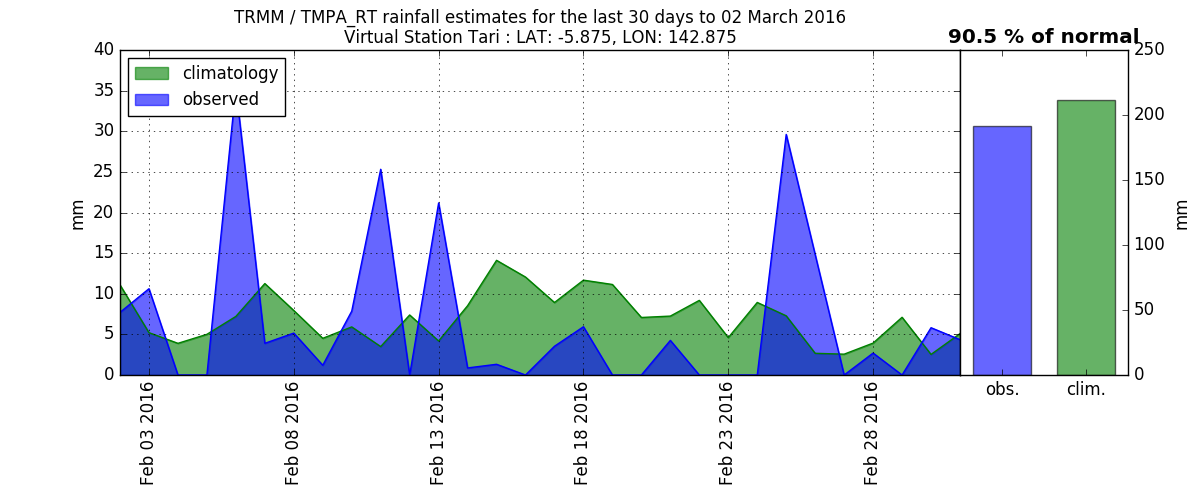 TRMM / TMPA_RT rainfall estimates for the last 30 days to 02 March 2016
Virtual Station Tari : LAT: -5.875, LON: 142.875
90.5 % of normal
climatology
observed
40
35
30
25
20
15
10
5
0
mm
Feb 03 2016
Feb 08 2016
Feb 13 2016
Feb 18 2016
Feb 23 2016
Feb 28 2016
250
200
150
100
50
0
mm
obs.
clim.